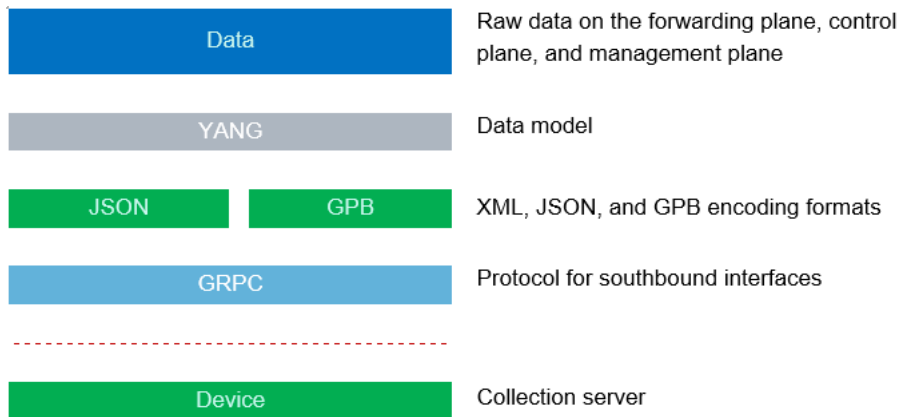 Data
Raw data on the forwarding plane, control
plane, and management plane
YANG
Data model
JSON
GPB
XML, JSON, and GPB encoding formats
GRPC
Protocol for southbound interfaces
Device
Collection server